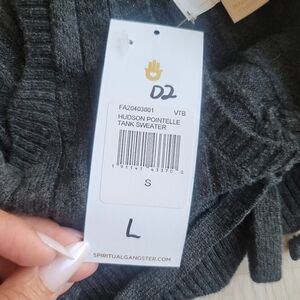 D2
FA20403001 VTB
HUDSON POINTELLE
TANK SWEATER
S
L
SPIRITUALGANGSTER.COM